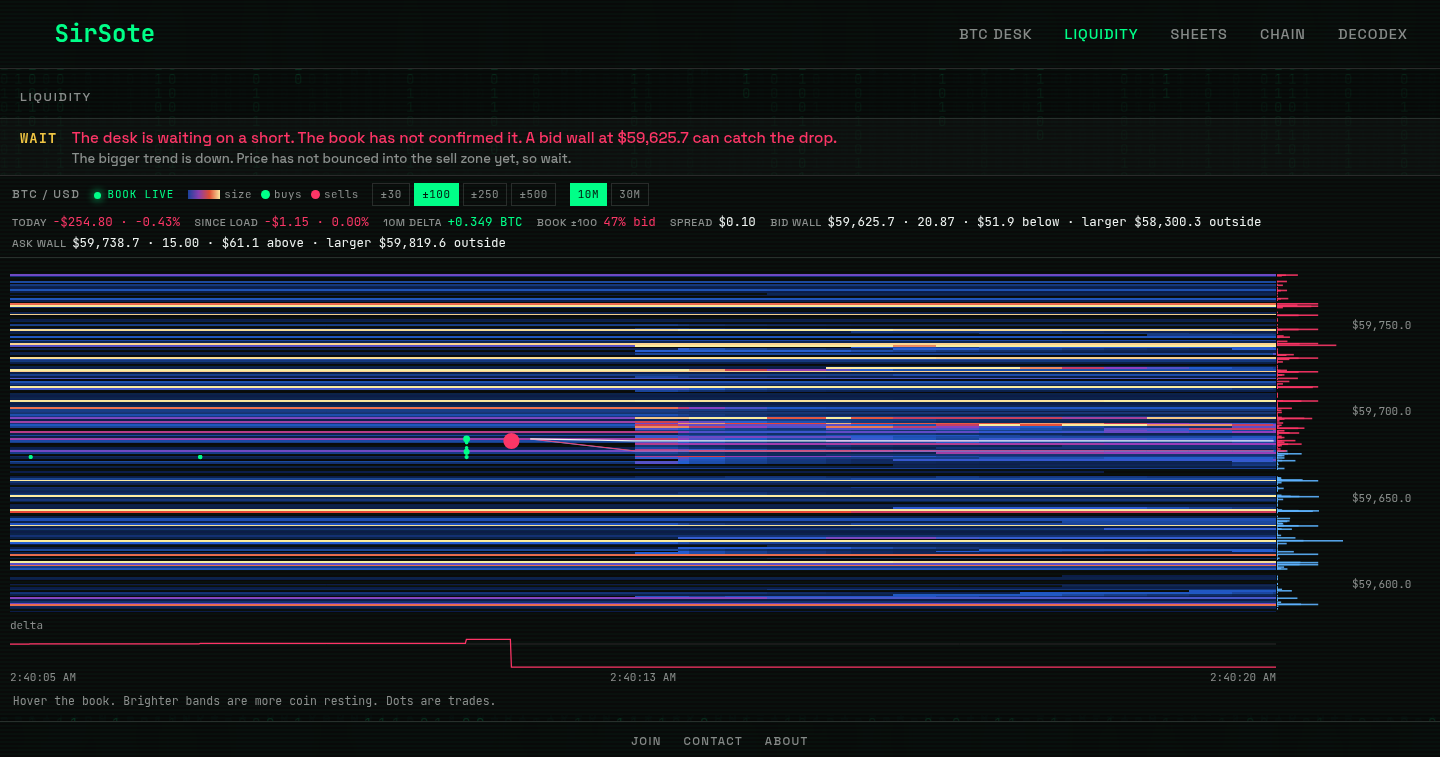 SirSote
BTC DESK LIQUIDITY SHEETS CHAIN DECODEX
LIQUIDITY
WAIT The desk is waiting on a short. The book has not confirmed it. A bid wall at $59,625.7 can catch the drop.
The bigger trend is down. Price has not bounced into the sell zone yet, so wait.
BTC / USD BOOK LIVE size buys sells ±30 ±100 ±250 ±500 10M 30M
TODAY -$254.80 · -0.43% SINCE LOAD -$1.15 · 0.00% 10M DELTA +0.349 BTC BOOK ±100 47% bid SPREAD $0.10 BID WALL $59,625.7 · 20.87 · $51.9 below · larger $58,300.3 outside
ASK WALL $59,738.7 · 15.00 · $61.1 above · larger $59,819.6 outside
$59,750.0
$59,700.0
$59,650.0
$59,600.0
delta
2:40:05 AM 2:40:13 AM 2:40:20 AM
Hover the book. Brighter bands are more coin resting. Dots are trades.
JOIN CONTACT ABOUT